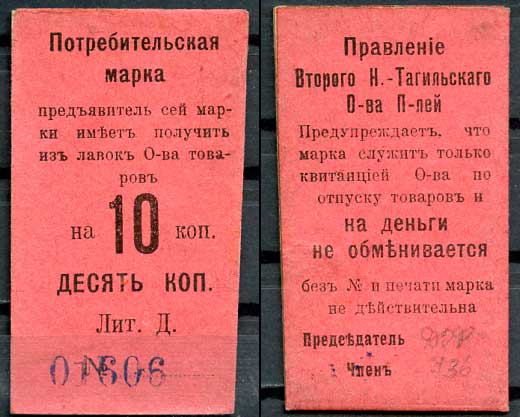 Потребительская
марка
предъявитель сей мар-
ки имѣетъ получить
изъ лавокъ О-ва това-
ровъ
на 10 коп.
ДЕСЯТЬ КОП.
Лит. Д.
№ 01606
Правленіе
Второго Н.-Тагильскаго
О-ва П-лей
Предупреждаетъ, что
марка служитъ только
квитанціей О-ва по
отпуску товаровъ и
на деньги
не обмѣнивается
безъ № и печати марка
не дѣйствительна
Предсѣдатель
Членъ
136